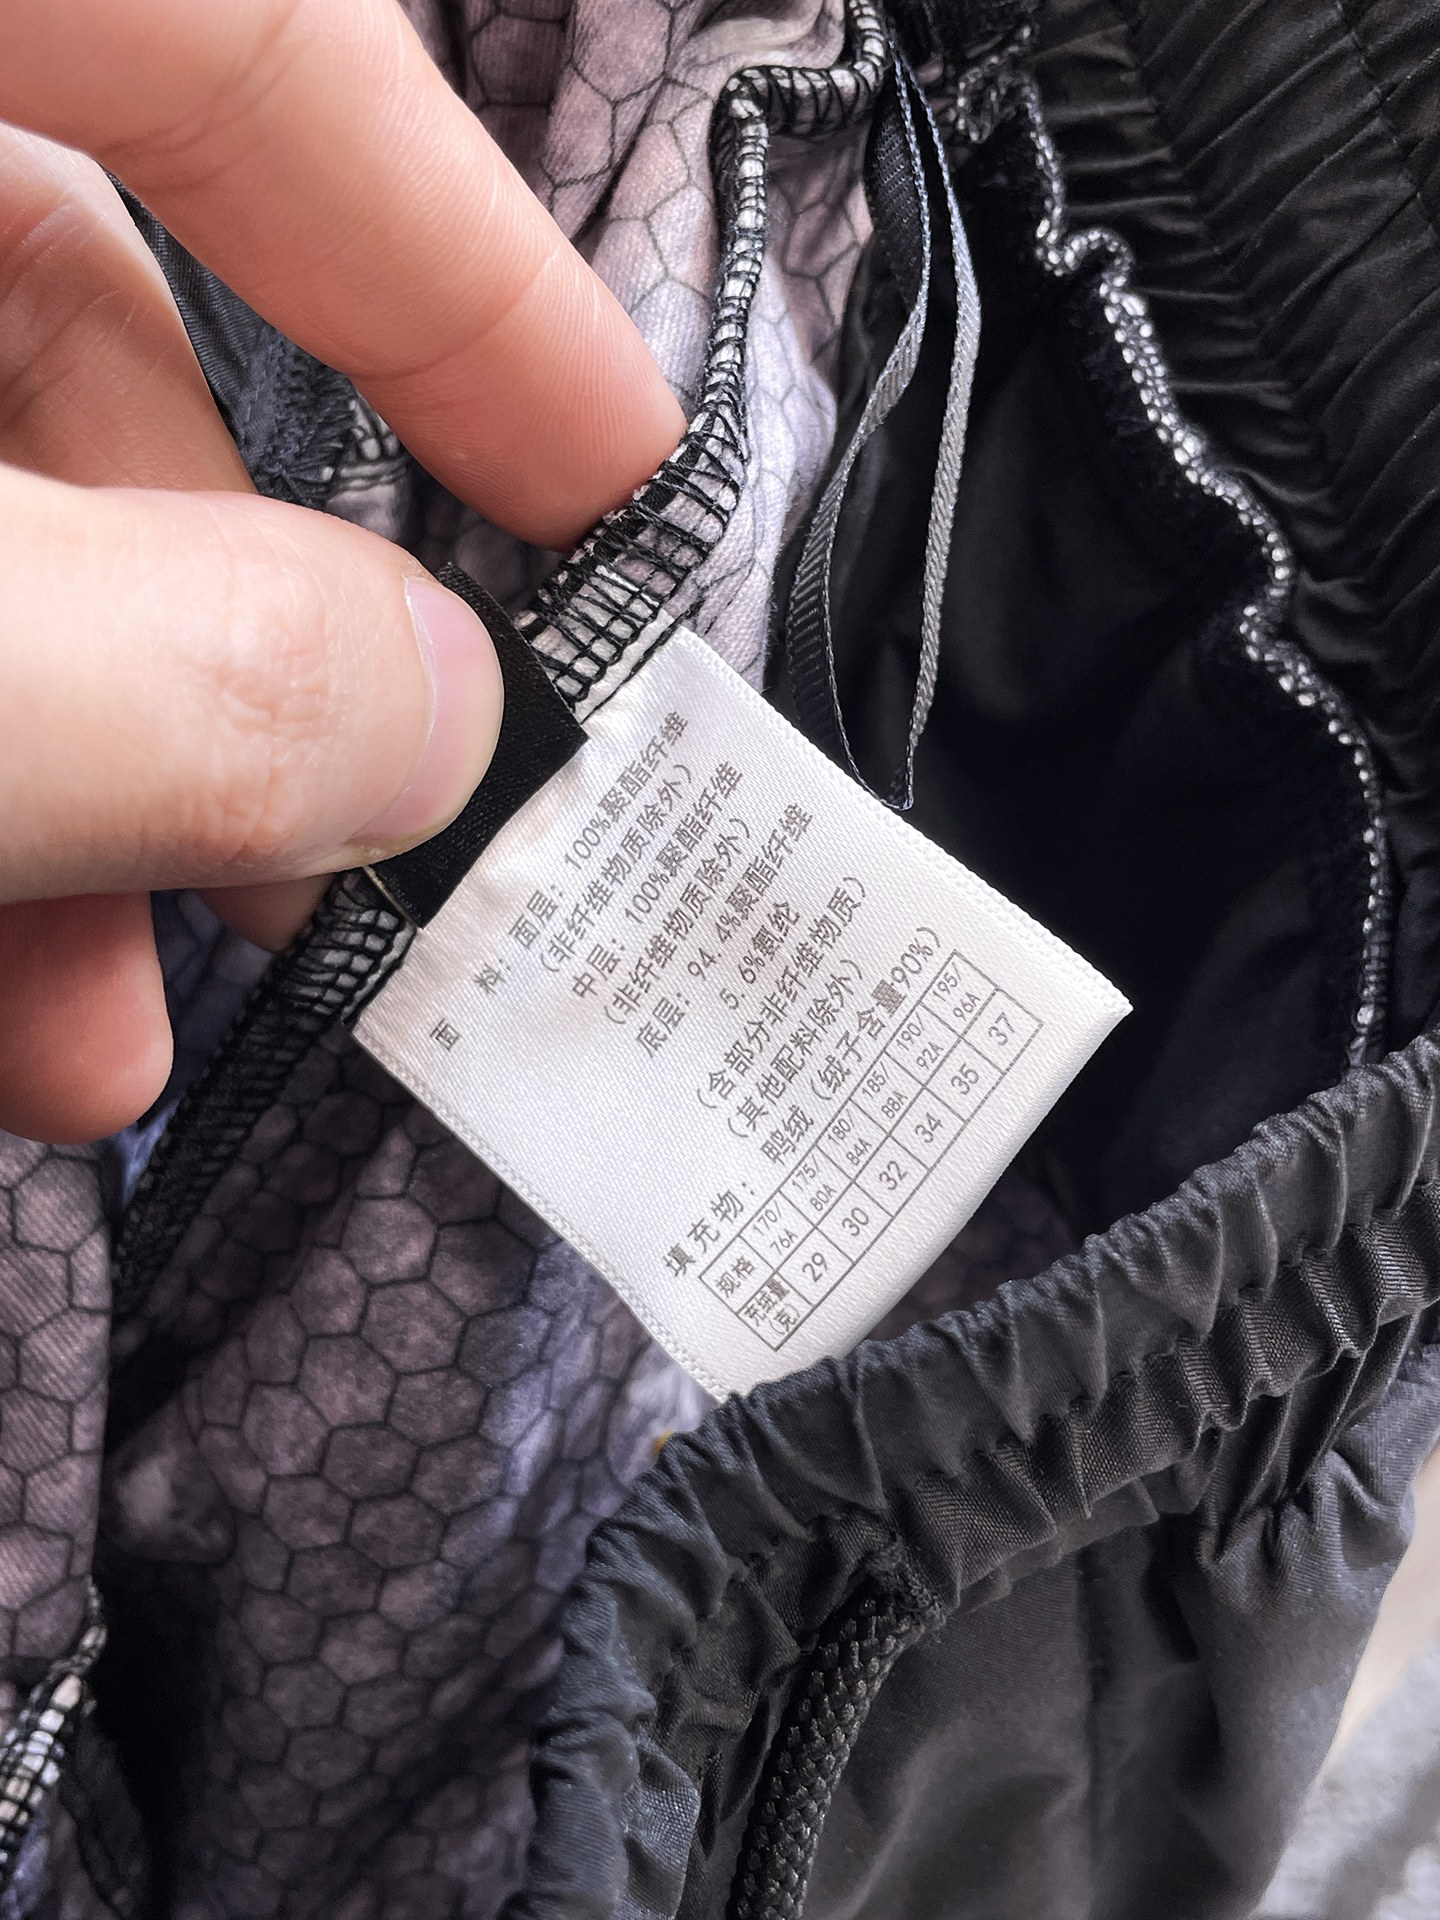 面 料：面层：100%聚酯纤维
（非纤维物质除外）
中层：100%聚酯纤维
（非纤维物质除外）
底层：94.4%聚酯纤维
5.6%氨纶
（含部分非纤维物质）
（其他配料除外）
填充物：鸭绒（绒子含量90%）
规格 170/76A 175/80A 180/84A 185/88A 190/92A 195/96A
充绒量（克） 29 30 32 34 35 37